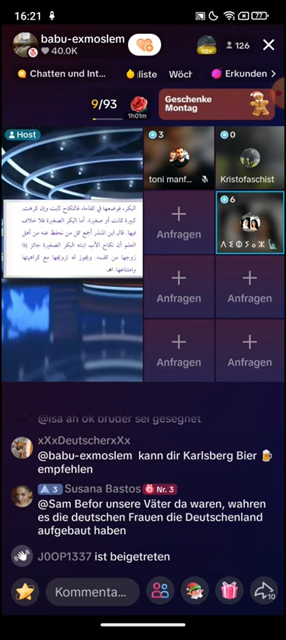 16:21
77
babu-exmoslem
40.0K
126
Chatten und Int...
liste
Wöch
Erkunden
9/93
1h01m
Geschenke
Montag
Host
البكر، فوضعها في كفاءة، فالنكاح ثابت وإن كرهت،
كبيرة كانت أو صغيرة. أما البكر الصغيرة فلا خلاف
فيها. قال ابن المنذر أجمع كل من نحفظ عنه من أهل
العلم أن نكاح الأب ابنته البكر الصغيرة جائز إذا
زوجها من كفء. ويجوز له تزويجها مع كراهيتها
وامتناعها. اهـ
3
toni manf...
0
Kristofaschist
Anfragen
6
ⴷⵉⵀⵢⴰⵣ
Anfragen
Anfragen
Anfragen
Anfragen
@isa ah ok bruder sei gesegnet
xXxDeutscherxXx
@babu-exmoslem kann dir Karlsberg Bier 🍺
empfehlen
3 Susana Bastos Nr. 3
@Sam Befor unsere Väter da waren, wahren
es die deutschen Frauen die Deutschenland
aufgebaut haben
J0OP1337 ist beigetreten
Kommenta...
10